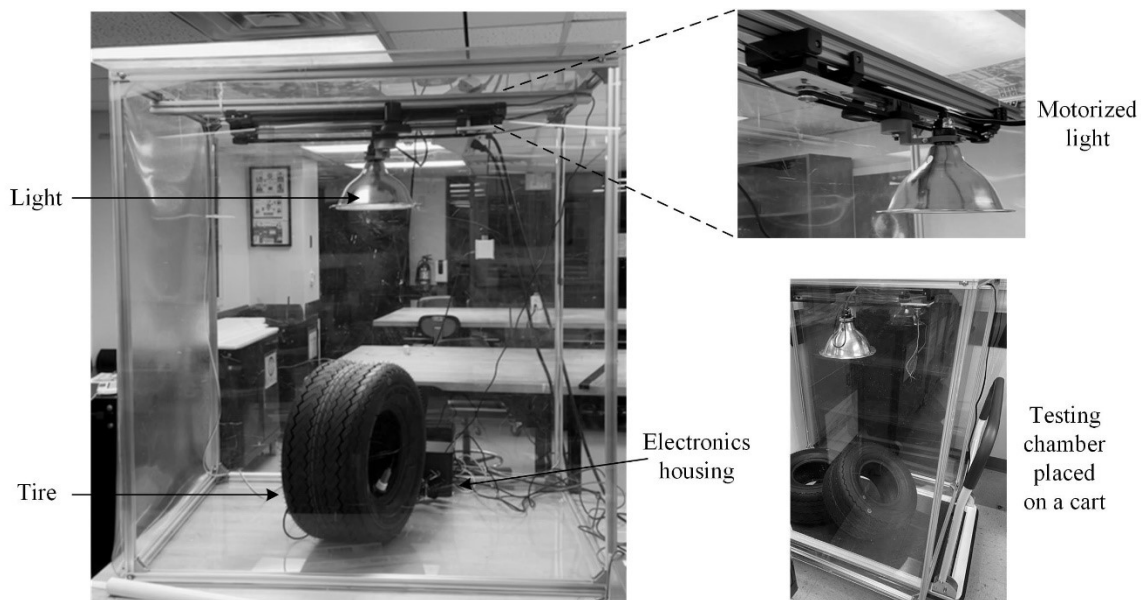 Light
Tire
Electronics
housing
Motorized
light
Testing
chamber
placed
on a cart